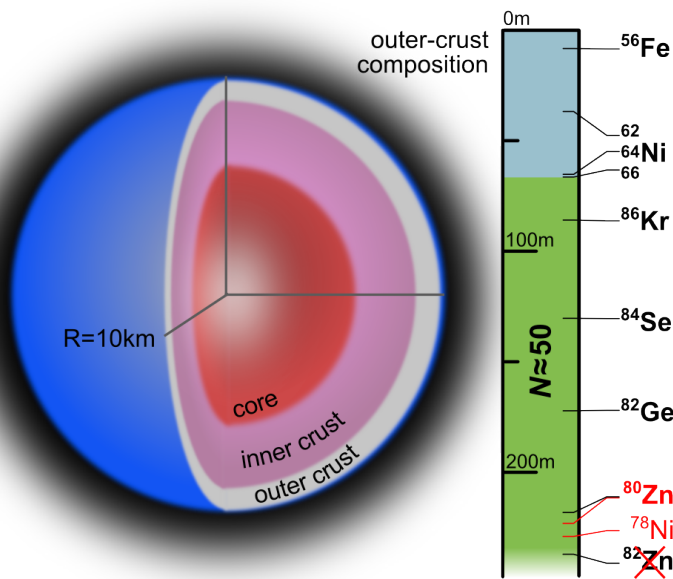 outer-crust
composition
R=10km
core
inner crust
outer crust
0m
100m
200m
N≈50
⁵⁶Fe
⁶²
⁶⁴Ni
⁶⁶
⁸⁶Kr
⁸⁴Se
⁸²Ge
⁸⁰Zn
⁷⁸Ni
⁸²Zn